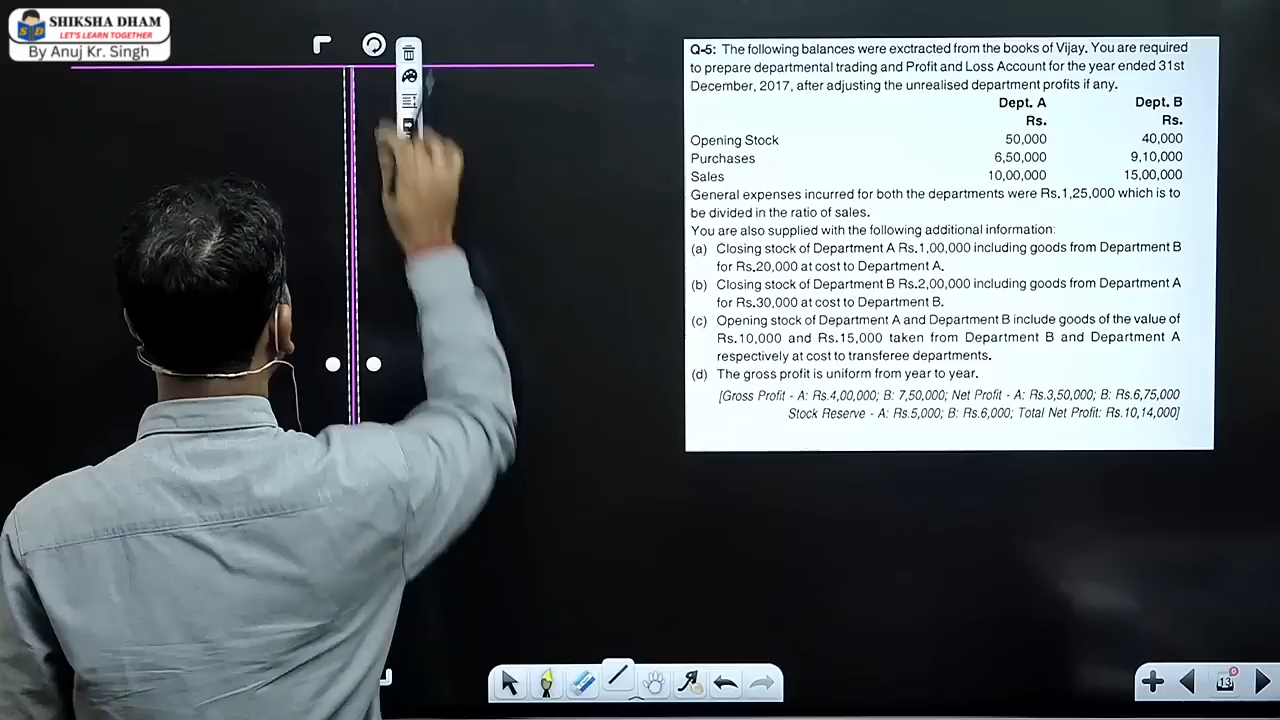 SHIKSHA DHAM
LET'S LEARN TOGETHER
By Anuj Kr. Singh
Q-5: The following balances were exctracted from the books of Vijay. You are required
to prepare departmental trading and Profit and Loss Account for the year ended 31st
December, 2017, after adjusting the unrealised department profits if any.
Dept. A Dept. B
Rs. Rs.
Opening Stock 50,000 40,000
Purchases 6,50,000 9,10,000
Sales 10,00,000 15,00,000
General expenses incurred for both the departments were Rs.1,25,000 which is to
be divided in the ratio of sales.
You are also supplied with the following additional information:
(a) Closing stock of Department A Rs.1,00,000 including goods from Department B
for Rs.20,000 at cost to Department A.
(b) Closing stock of Department B Rs.2,00,000 including goods from Department A
for Rs.30,000 at cost to Department B.
(c) Opening stock of Department A and Department B include goods of the value of
Rs.10,000 and Rs.15,000 taken from Department B and Department A
respectively at cost to transferee departments.
(d) The gross profit is uniform from year to year.
[Gross Profit - A: Rs.4,00,000; B: 7,50,000; Net Profit - A: Rs.3,50,000; B: Rs.6,75,000
Stock Reserve - A: Rs.5,000; B: Rs.6,000; Total Net Profit: Rs.10,14,000]
13